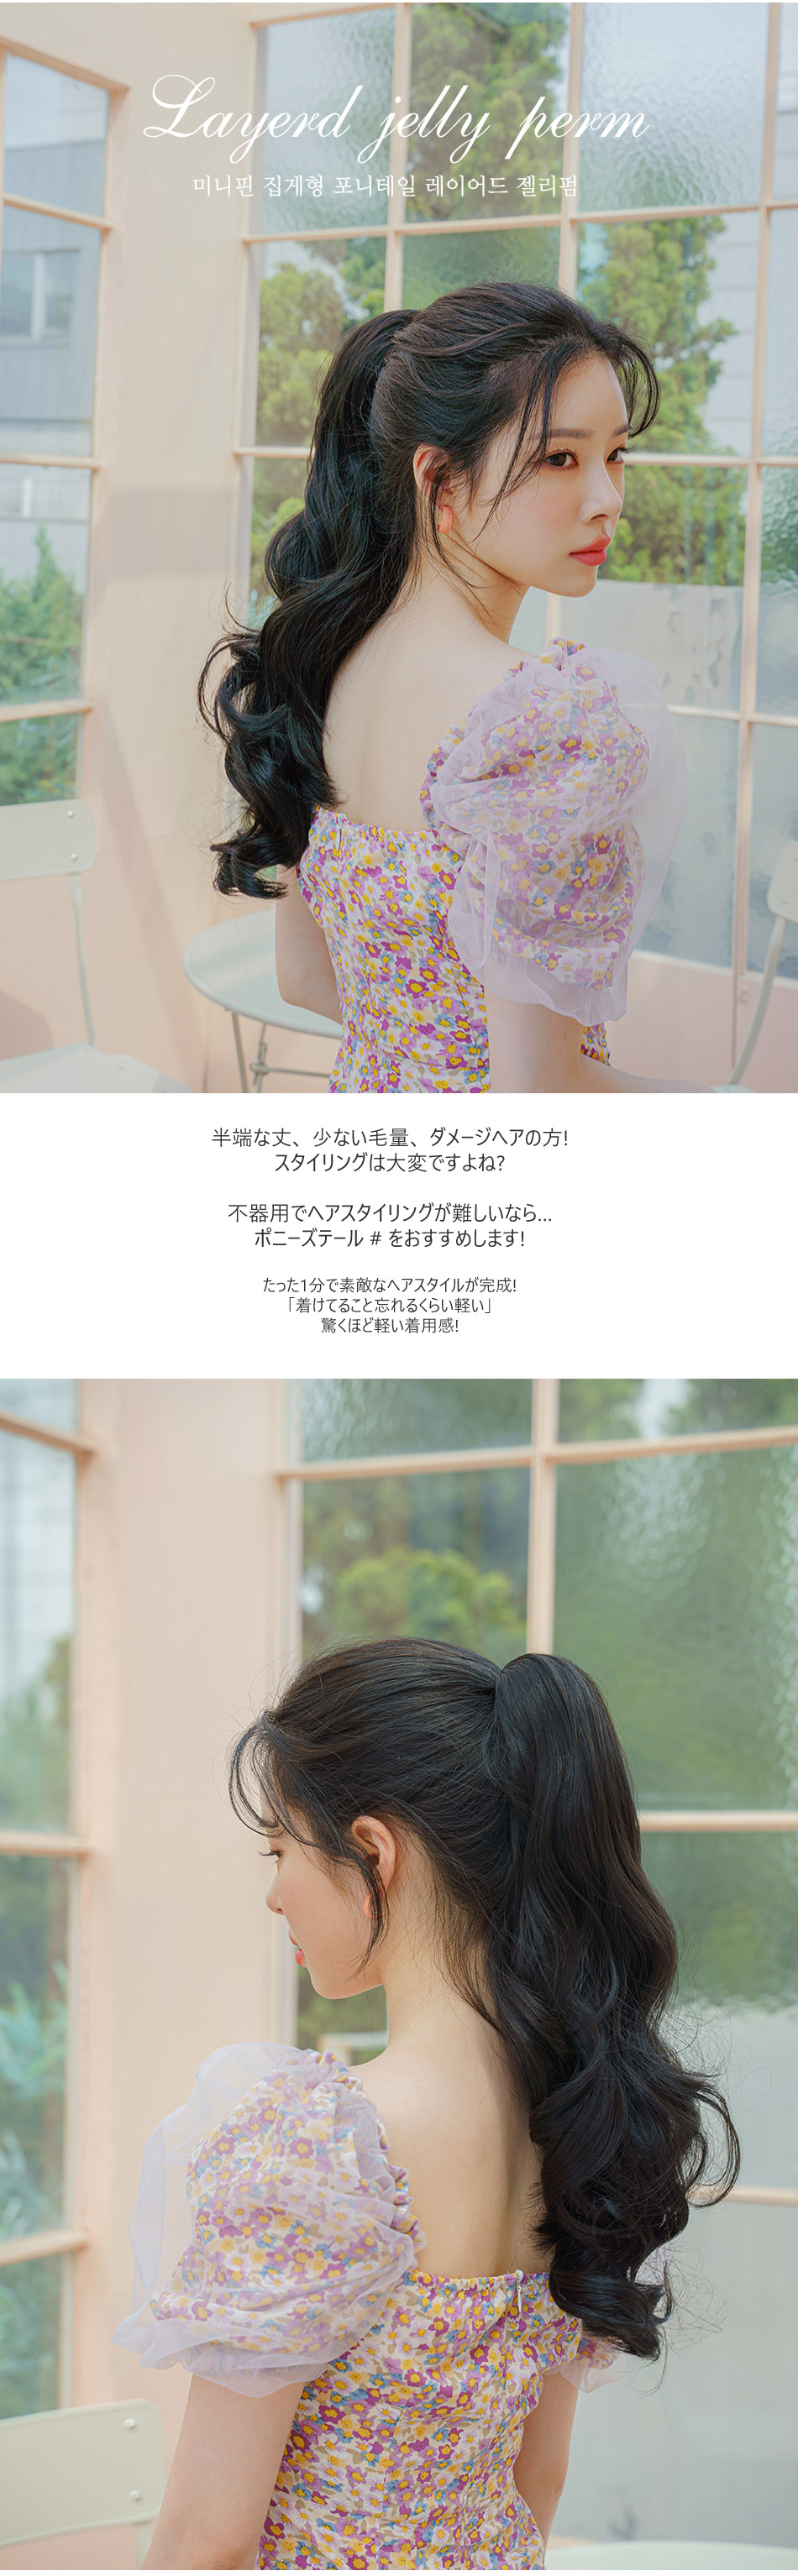 Layerd jelly perm
미니핀 집게형 포니테일 레이어드 젤리펌
半端な丈、少ない毛量、ダメージヘアの方!
スタイリングは大変ですよね?
不器用でヘアスタイリングが難しいなら...
ポニーズテール # をおすすめします!
たった1分で素敵なヘアスタイルが完成!
「着けてること忘れるくらい軽い」
驚くほど軽い着用感!